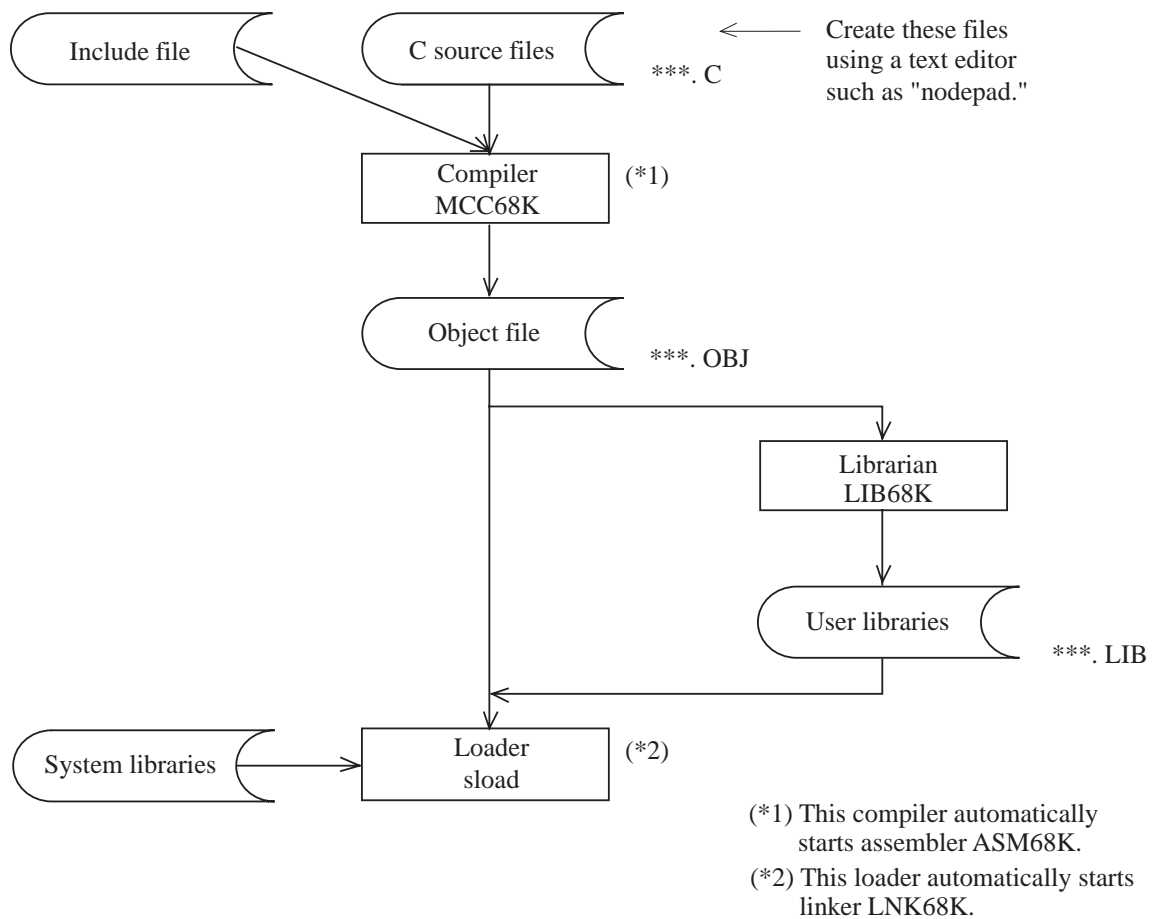 Include file
C source files
***. C
Create these files
using a text editor
such as "nodepad."
Compiler
MCC68K
(*1)
Object file
***. OBJ
Librarian
LIB68K
User libraries
***. LIB
System libraries
Loader
sload
(*2)
(*1) This compiler automatically
starts assembler ASM68K.
(*2) This loader automatically starts
linker LNK68K.